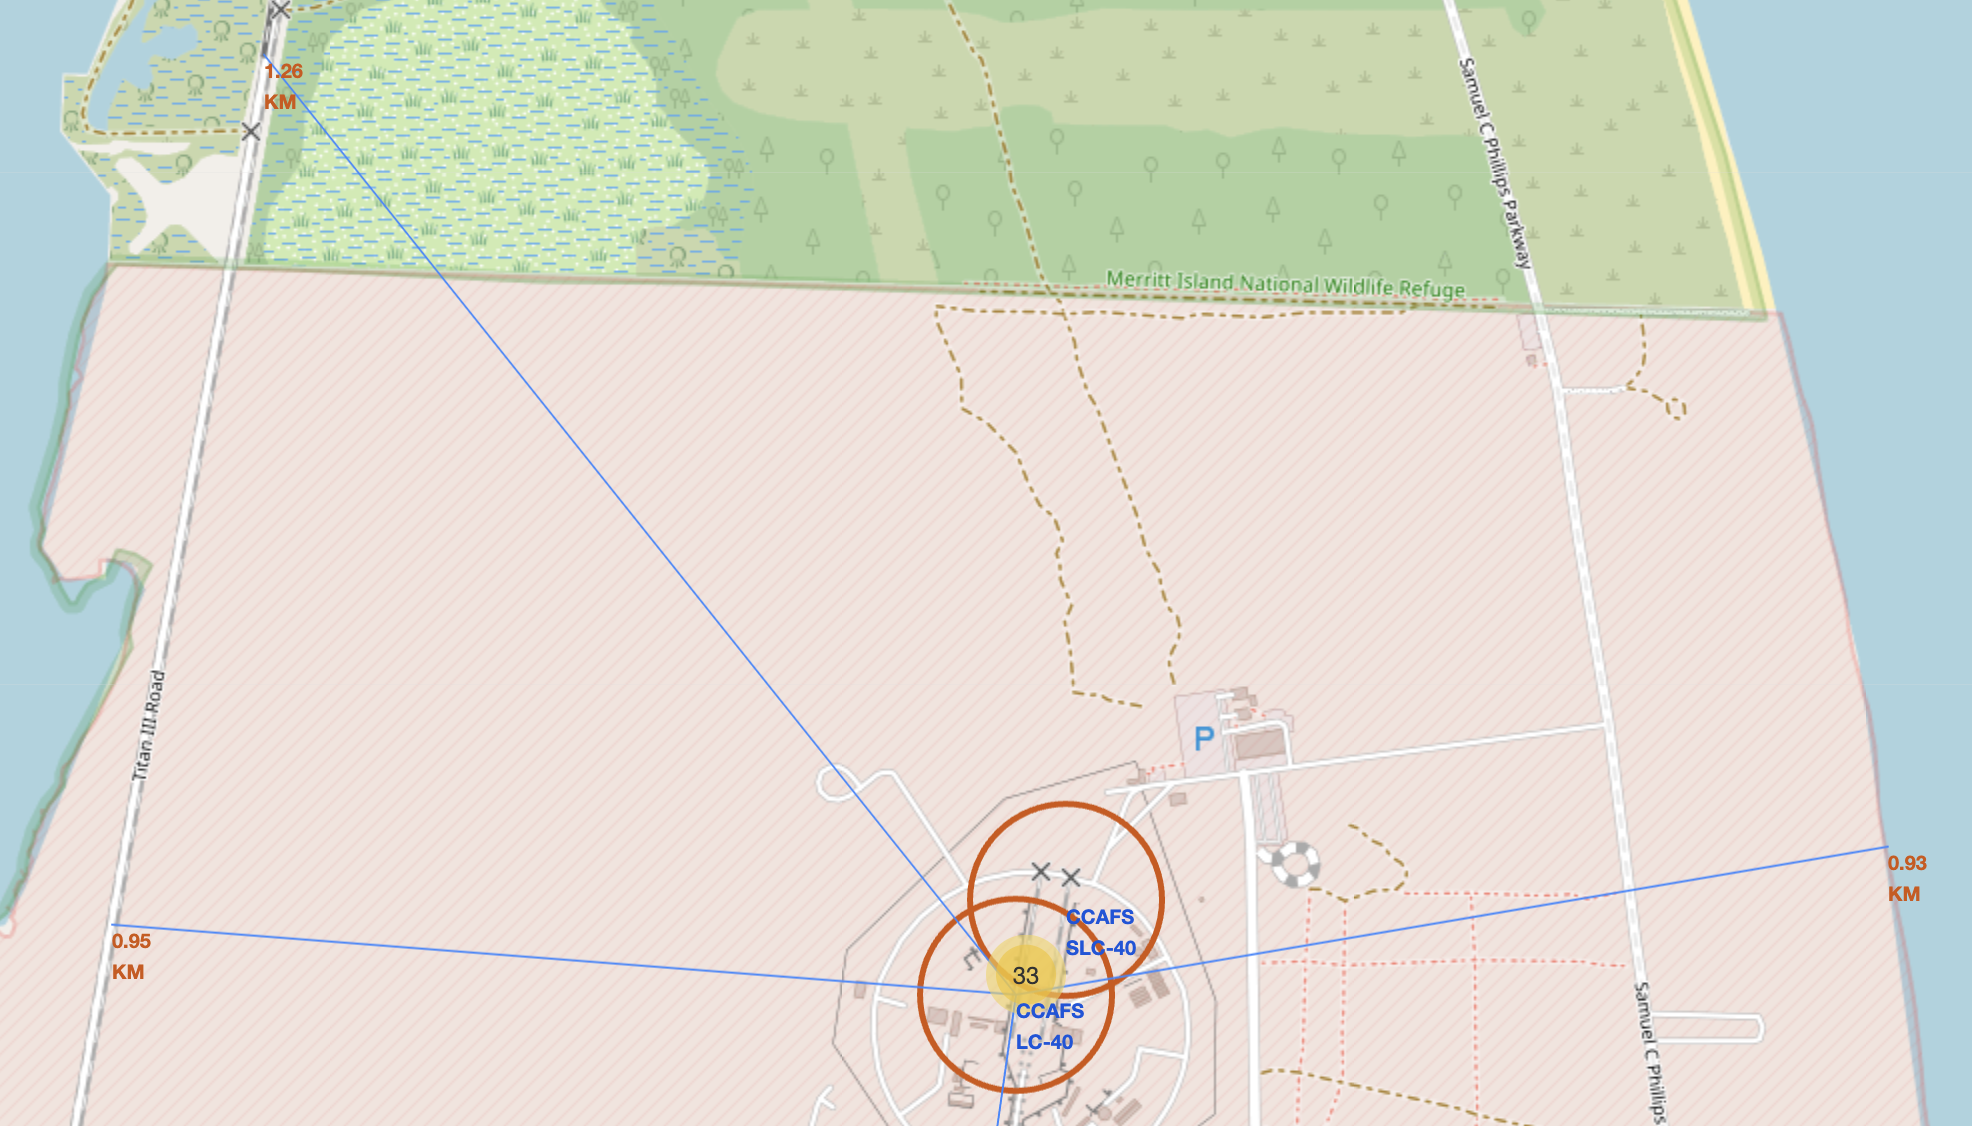 1.26
KM
Samuel C Phillips Parkway
Merritt Island National Wildlife Refuge
Titan III Road
P
0.93
KM
CCAFS
SLC-40
0.95
KM
33
CCAFS
LC-40
Samuel C Phillips